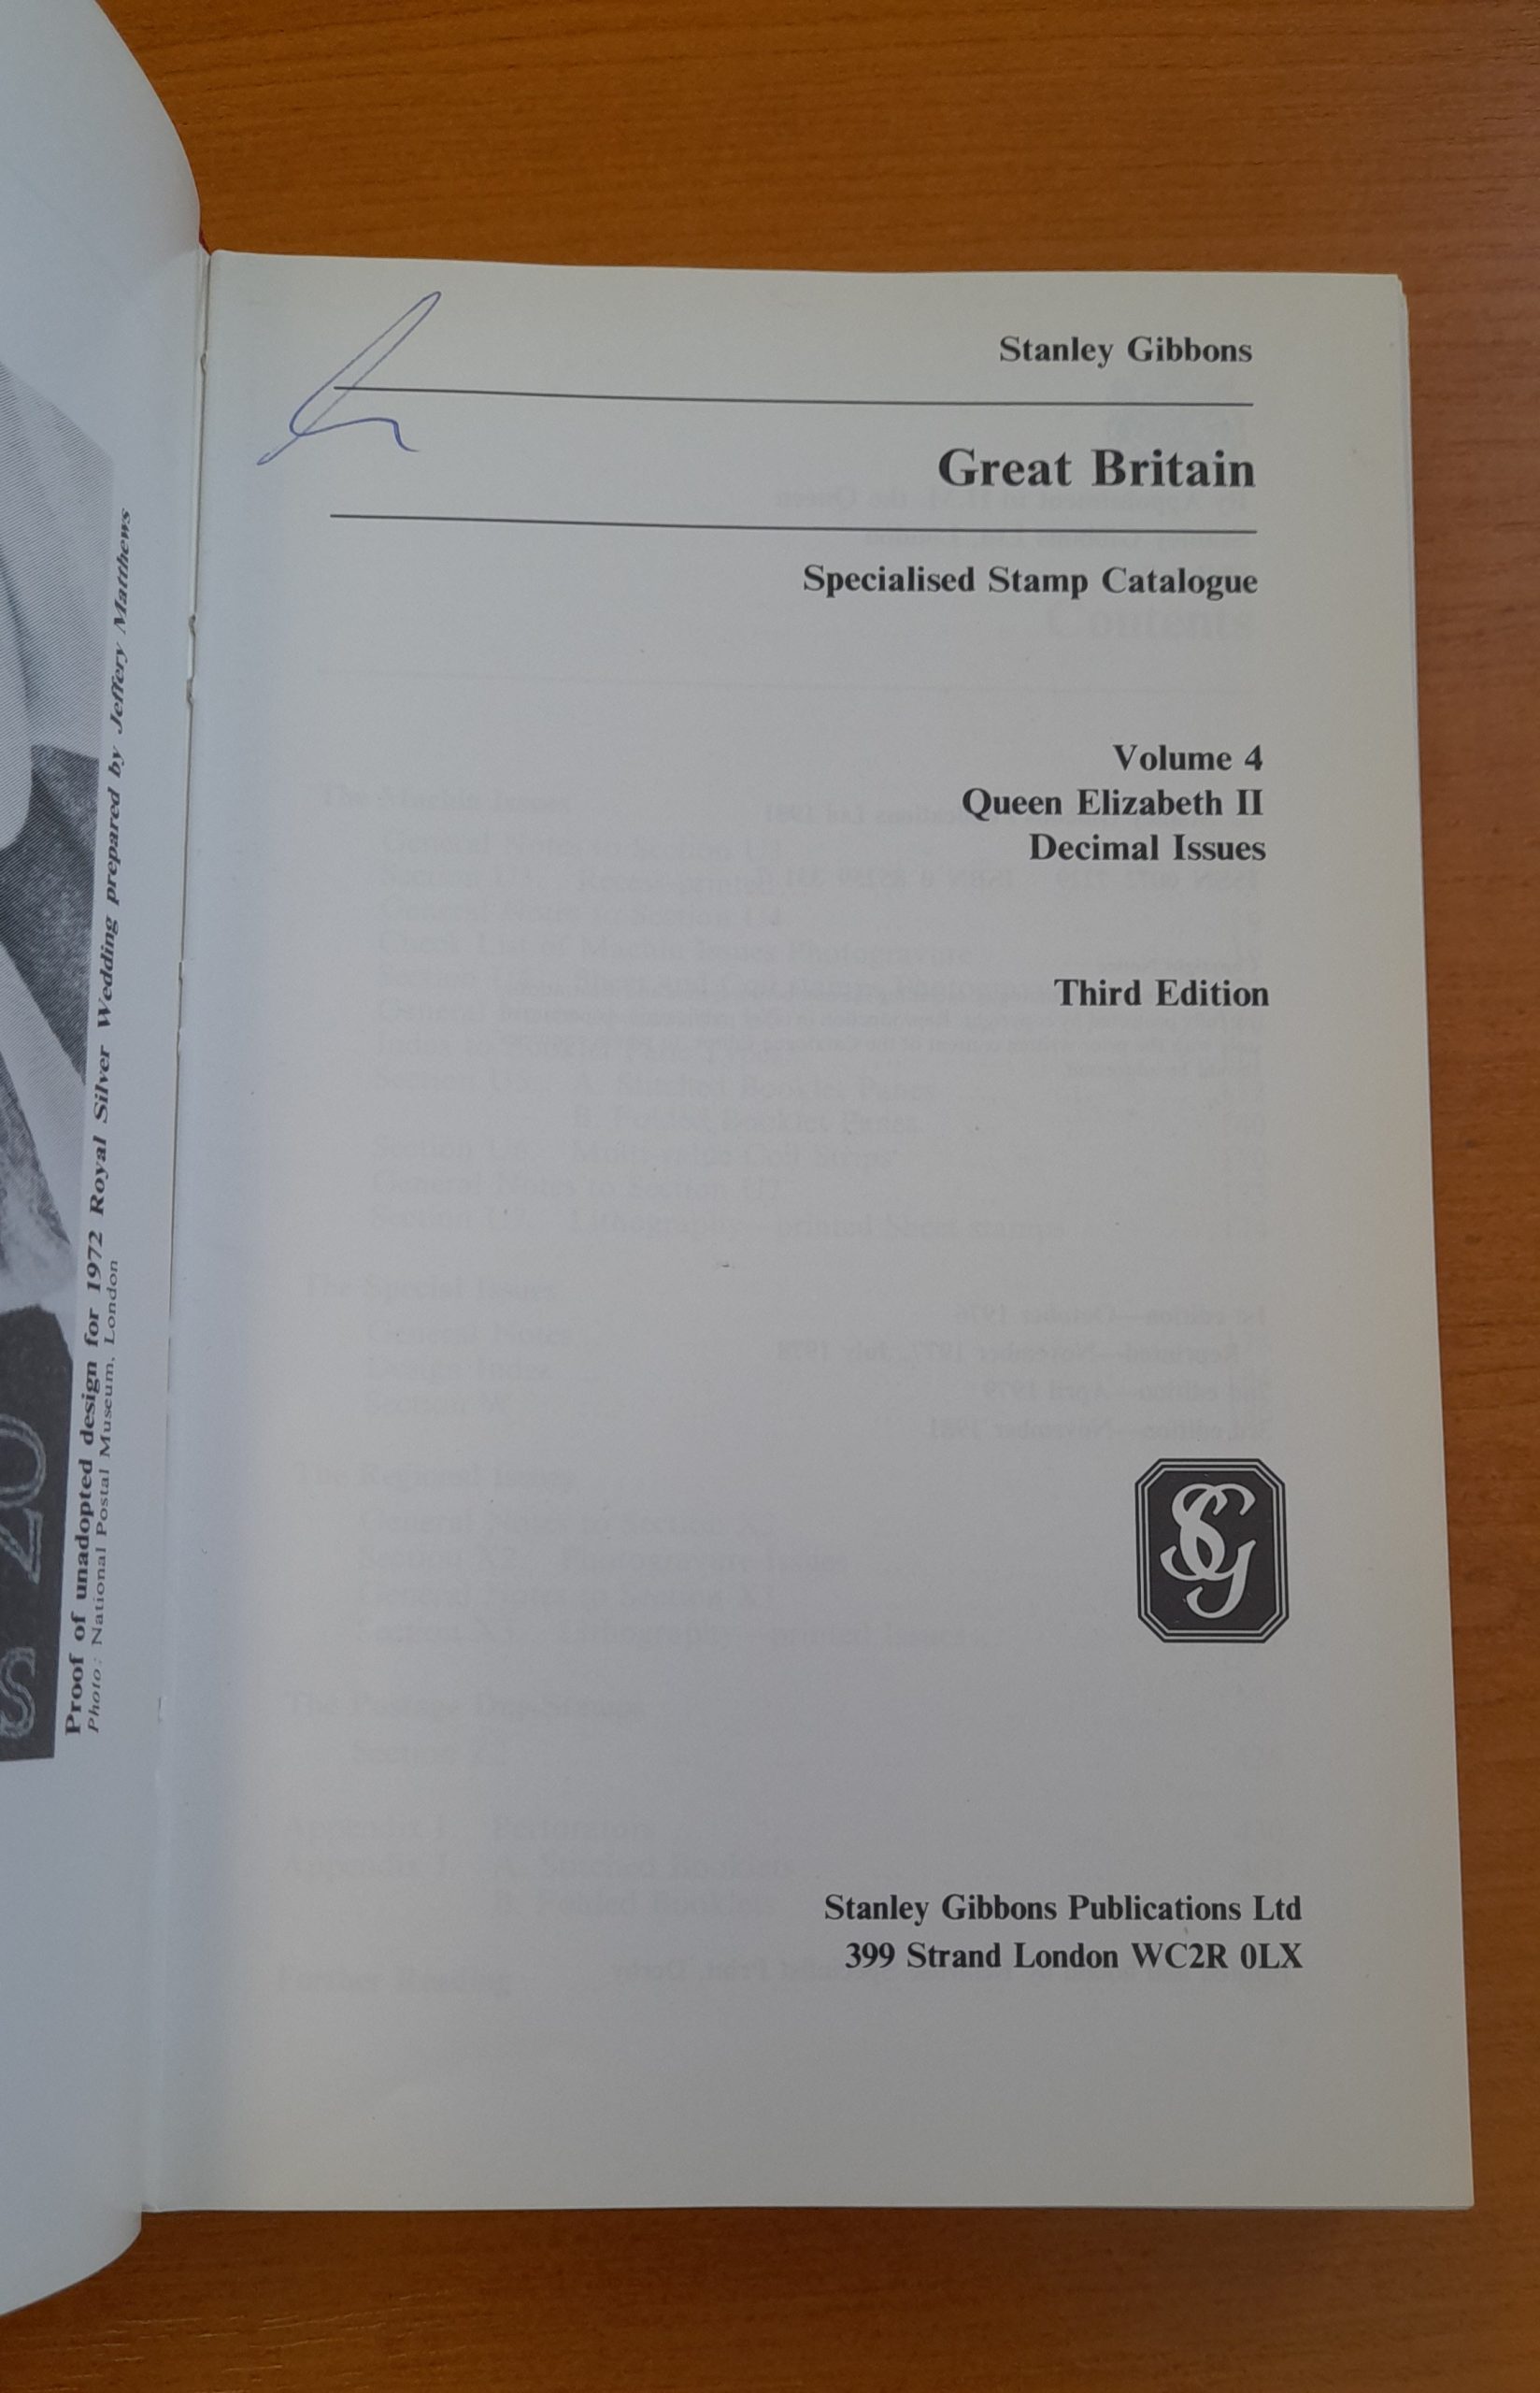 Proof of unadopted design for 1972 Royal Silver Wedding prepared by Jeffery Matthews
Photo: National Postal Museum, London
Stanley Gibbons
Great Britain
Specialised Stamp Catalogue
Volume 4
Queen Elizabeth II
Decimal Issues
Third Edition
SG
Stanley Gibbons Publications Ltd
399 Strand London WC2R 0LX